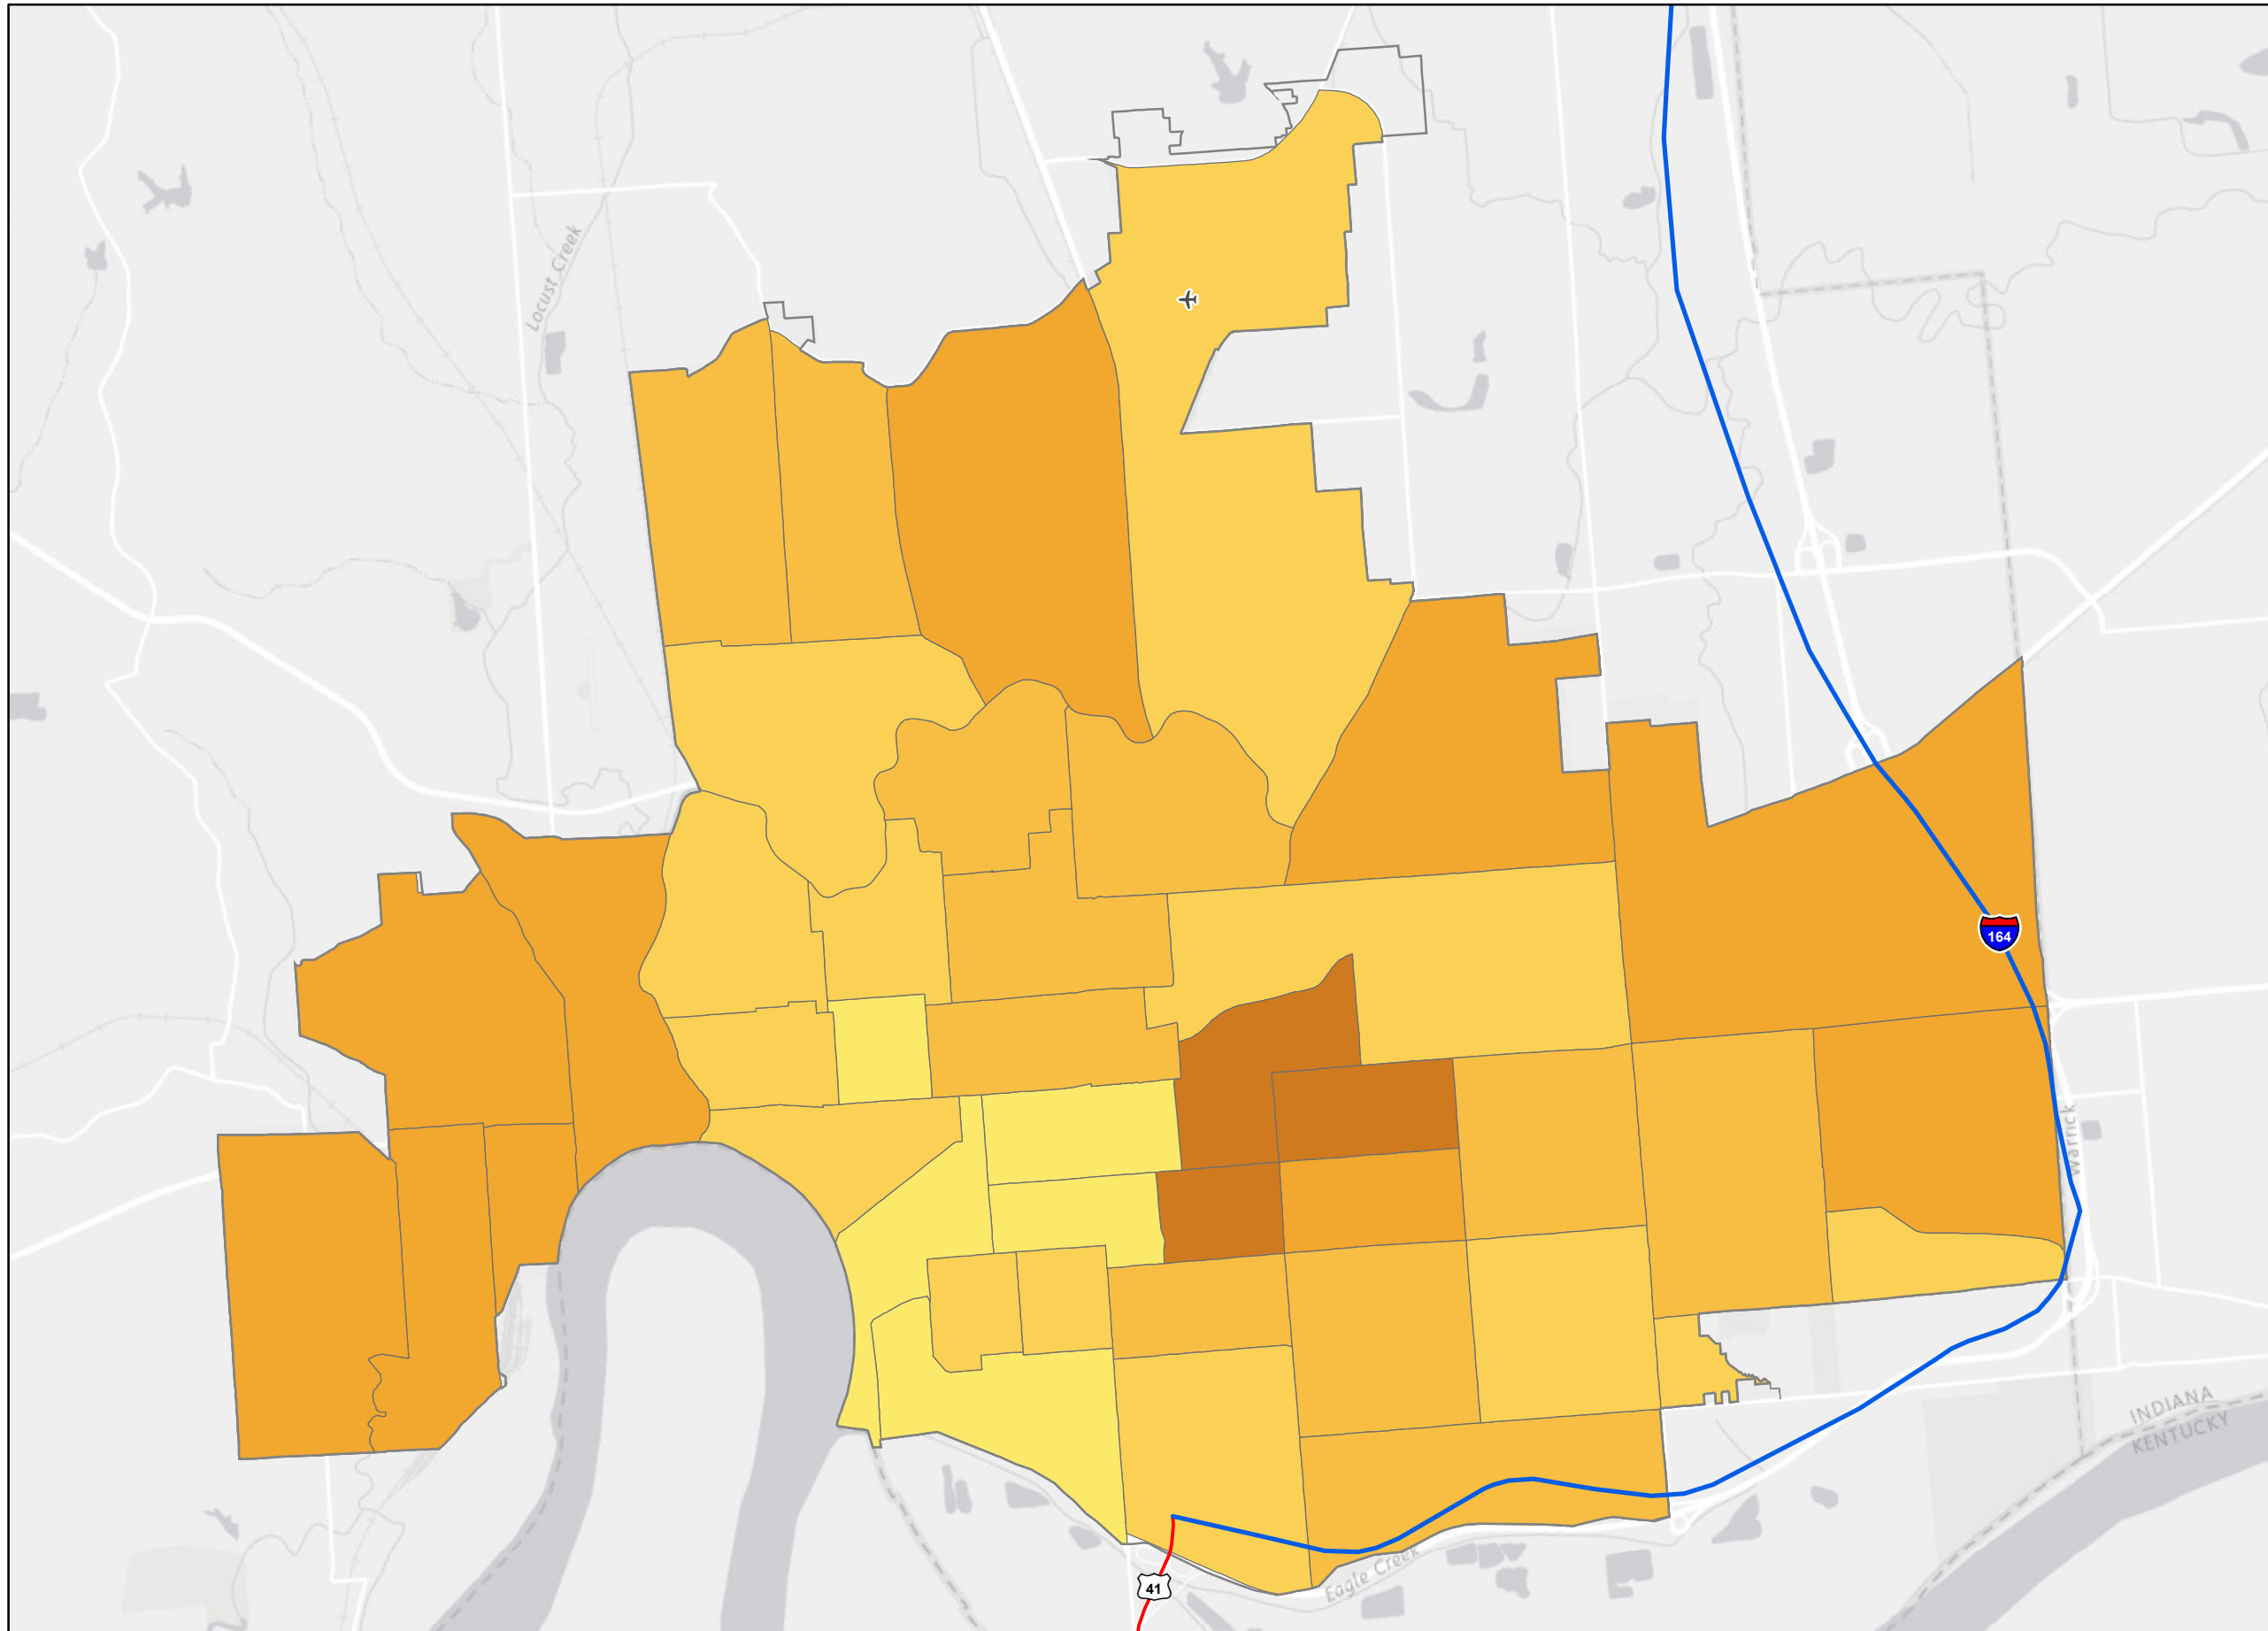 Locust Creek
164
Warrick
INDIANA
KENTUCKY
Eagle Creek
41